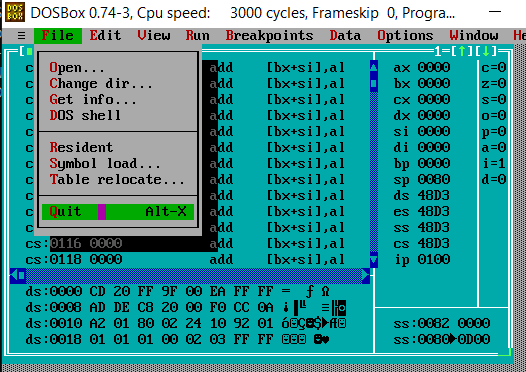 DOSBox 0.74-3, Cpu speed: 3000 cycles, Frameskip 0, Progra...
≡ File Edit View Run Breakpoints Data Options Window He
1=[↑][↓]
Open...
Change dir...
Get info...
DOS shell
Resident
Symbol load...
Table relocate...
Quit Alt-X
add [bx+si],al ax 0000 c=0
add [bx+si],al bx 0000 z=0
add [bx+si],al cx 0000 s=0
add [bx+si],al dx 0000 o=0
add [bx+si],al si 0000 p=0
add [bx+si],al di 0000 a=0
add [bx+si],al bp 0000 i=1
add [bx+si],al sp 0080 d=0
add [bx+si],al ds 48D3
add [bx+si],al es 48D3
add [bx+si],al ss 48D3
cs:0116 0000 add [bx+si],al cs 48D3
cs:0118 0000 add [bx+si],al ip 0100
ds:0000 CD 20 FF 9F 00 EA FF FF = ƒ Ω
ds:0008 AD DE C8 20 00 F0 CC 0A
ds:0010 A2 01 80 02 24 10 92 01 ó☺Ç☻$►Æ☺
ds:0018 01 01 01 00 02 03 FF FF ☺☺☺ ☻♥
ss:0082 0000
ss:0080►0D00